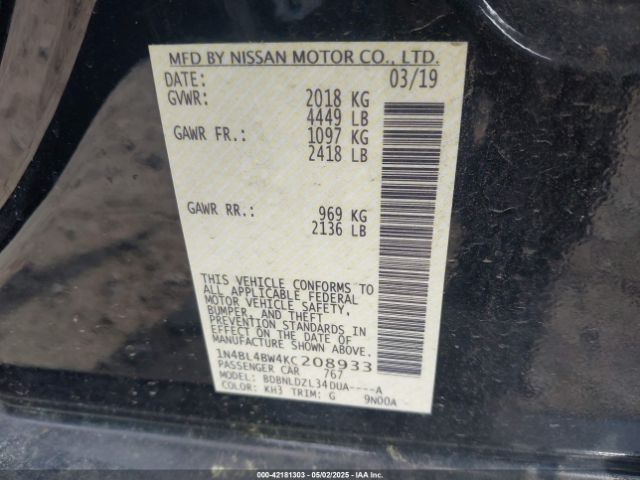 MFD BY NISSAN MOTOR CO., LTD.
DATE: 03/19
GVWR: 2018 KG
4449 LB
GAWR FR.: 1097 KG
2418 LB
GAWR RR.: 969 KG
2136 LB
THIS VEHICLE CONFORMS TO
ALL APPLICABLE FEDERAL
MOTOR VEHICLE SAFETY,
BUMPER, AND THEFT
PREVENTION STANDARDS IN
EFFECT ON THE DATE OF
MANUFACTURE SHOWN ABOVE.
1N4BL4BW4KC208933
PASSENGER CAR 767
MODEL: BDBNLDZL34DUA----A
COLOR: KH3 TRIM: G 9N00A
000-42181303 - 05/02/2025 - © IAA Holdings, LLC